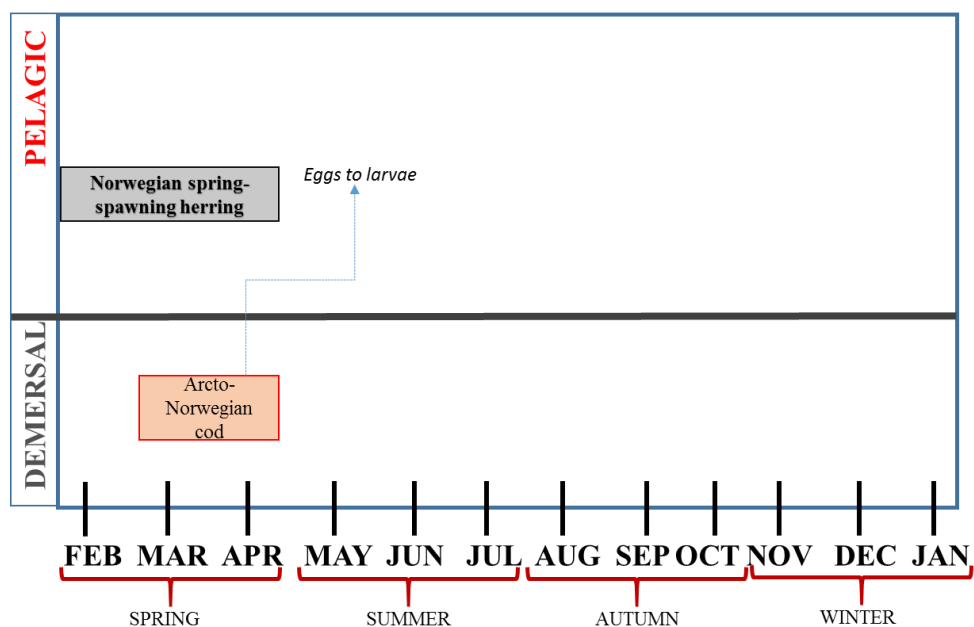 PELAGIC
Norwegian spring-
spawning herring
Eggs to larvae
DEMERSAL
Arcto-
Norwegian
cod
FEB MAR APR MAY JUN JUL AUG SEP OCT NOV DEC JAN
SPRING SUMMER AUTUMN WINTER